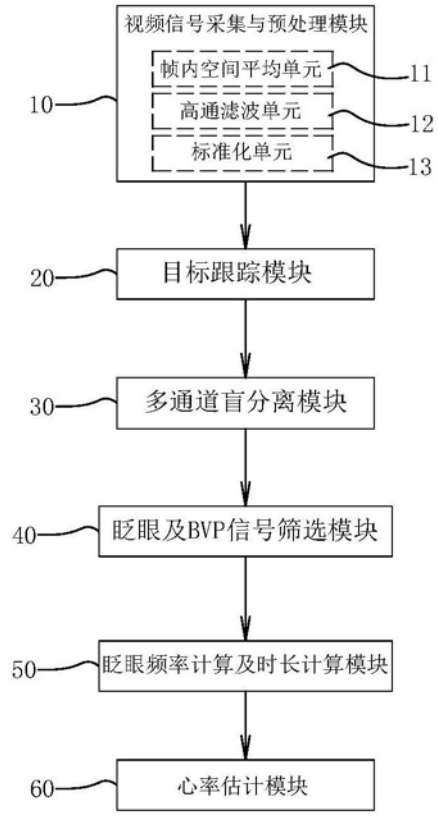 视频信号采集与预处理模块
帧内空间平均单元 11
10 高通滤波单元 12
标准化单元 13
20 目标跟踪模块
30 多通道盲分离模块
40 眨眼及BVP信号筛选模块
50 眨眼频率计算及时长计算模块
60 心率估计模块